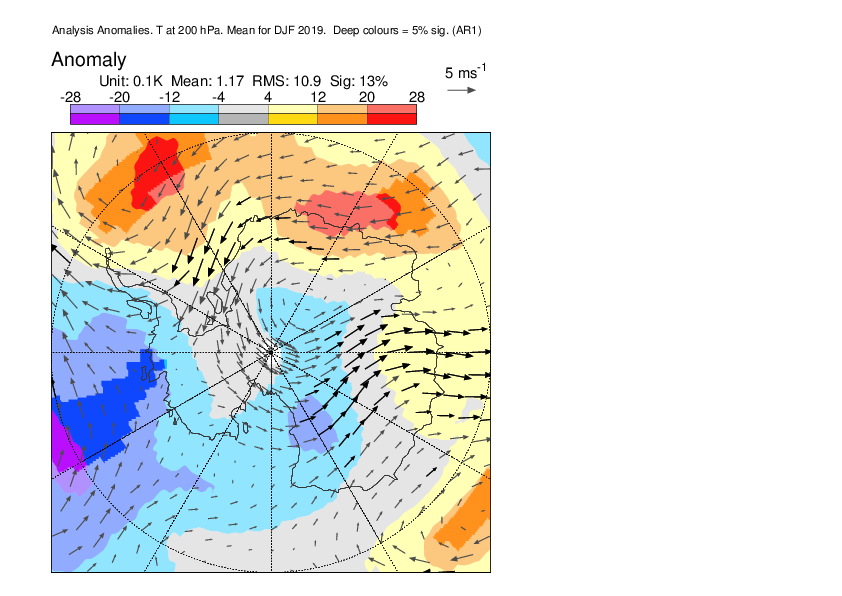 Analysis Anomalies. T at 200 hPa. Mean for DJF 2019.  Deep colours = 5% sig. (AR1)
Anomaly
5 ms-1
Unit: 0.1K  Mean: 1.17  RMS: 10.9  Sig: 13%
-28 -20 -12 -4 4 12 20 28